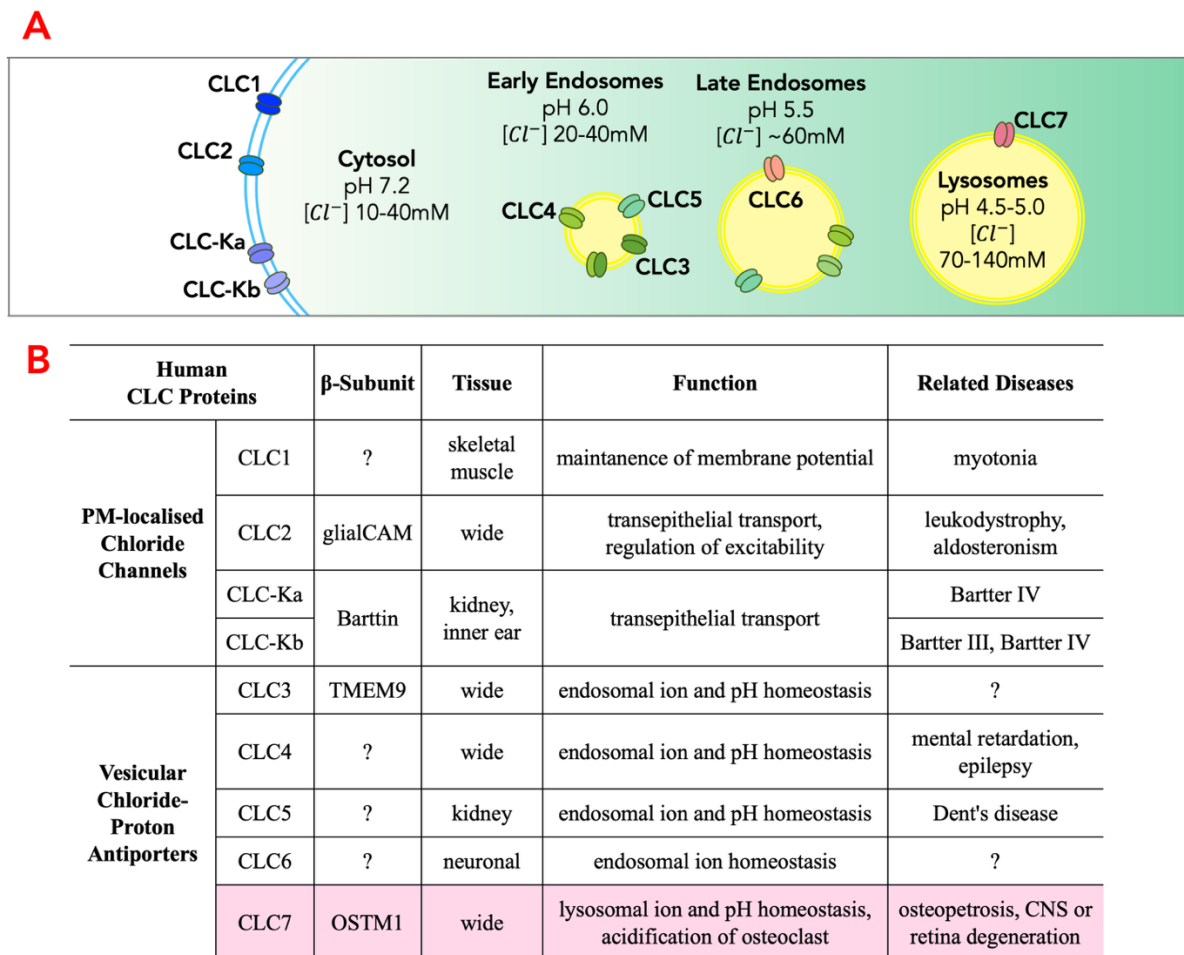 A
CLC1
CLC2
CLC-Ka
CLC-Kb
Cytosol
pH 7.2
[Cl⁻] 10-40mM
Early Endosomes
pH 6.0
[Cl⁻] 20-40mM
CLC4
CLC5
CLC3
Late Endosomes
pH 5.5
[Cl⁻] ~60mM
CLC6
CLC7
Lysosomes
pH 4.5-5.0
[Cl⁻]
70-140mM
B
Human
CLC Proteins
β-Subunit
Tissue
Function
Related Diseases
PM-localised
Chloride
Channels
CLC1
?
skeletal
muscle
maintanence of membrane potential
myotonia
CLC2
glialCAM
wide
transepithelial transport,
regulation of excitability
leukodystrophy,
aldosteronism
CLC-Ka
CLC-Kb
Barttin
kidney,
inner ear
transepithelial transport
Bartter IV
Bartter III, Bartter IV
Vesicular
Chloride-
Proton
Antiporters
CLC3
TMEM9
wide
endosomal ion and pH homeostasis
?
CLC4
?
wide
endosomal ion and pH homeostasis
mental retardation,
epilepsy
CLC5
?
kidney
endosomal ion and pH homeostasis
Dent's disease
CLC6
?
neuronal
endosomal ion homeostasis
?
CLC7
OSTM1
wide
lysosomal ion and pH homeostasis,
acidification of osteoclast
osteopetrosis, CNS or
retina degeneration